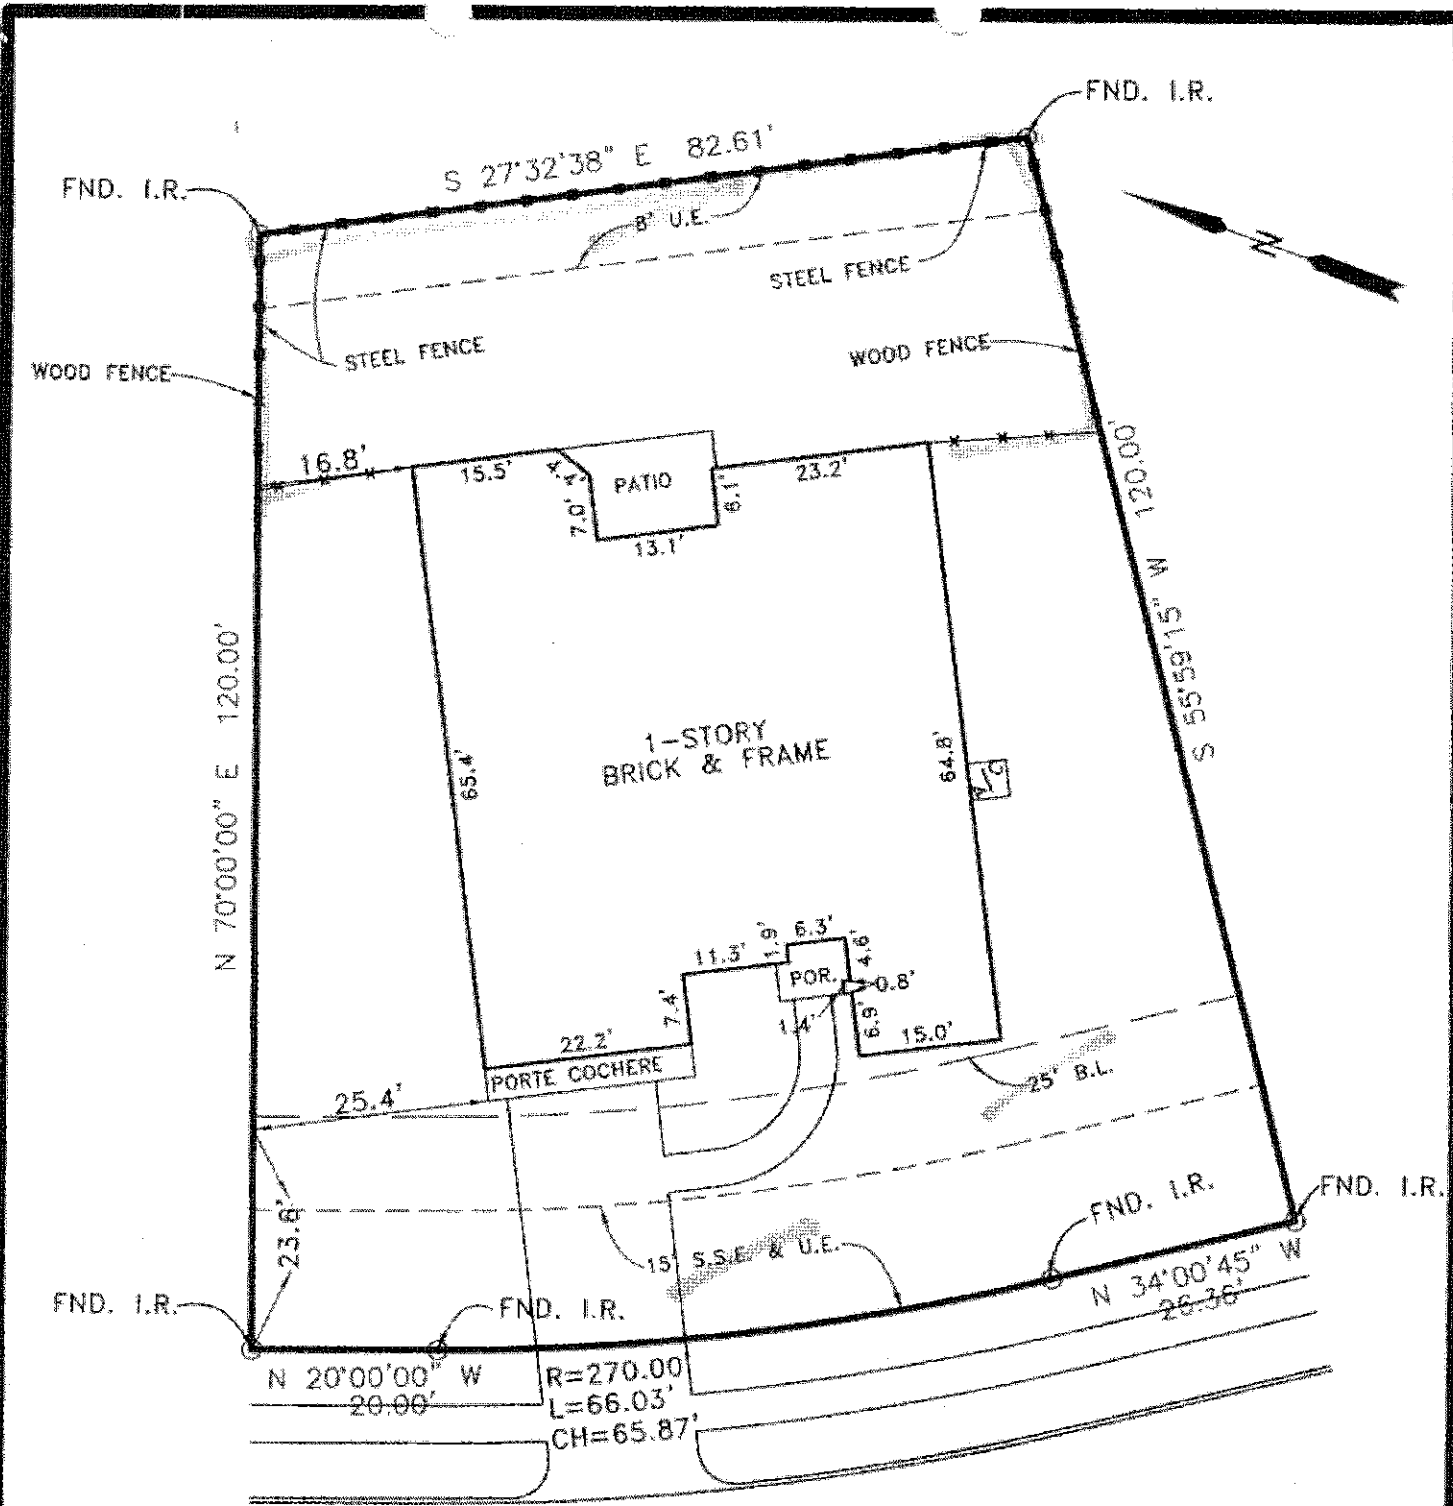 FND. I.R.
S 27°32'38" E 82.61'
FND. I.R.
8' U.E.
N
STEEL FENCE
STEEL FENCE
WOOD FENCE
WOOD FENCE
16.8'
15.5'
4.4'
PATIO
7.0'
6.1'
13.1'
23.2'
S 55°59'15" W 120.00'
N 70°00'00" E 120.00'
1-STORY
BRICK & FRAME
65.4'
64.8'
A/C
11.3'
1.9'
6.3'
4.6'
POR.
0.8'
1.4'
7.4'
6.9'
22.2'
15.0'
PORTE COCHERE
25.4'
25' B.L.
23.6'
15' S.S.E. & U.E.
FND. I.R.
FND. I.R.
FND. I.R.
FND. I.R.
N 34°00'45" W
26.36'
N 20°00'00" W
20.00'
R=270.00'
L=66.03'
CH=65.87'